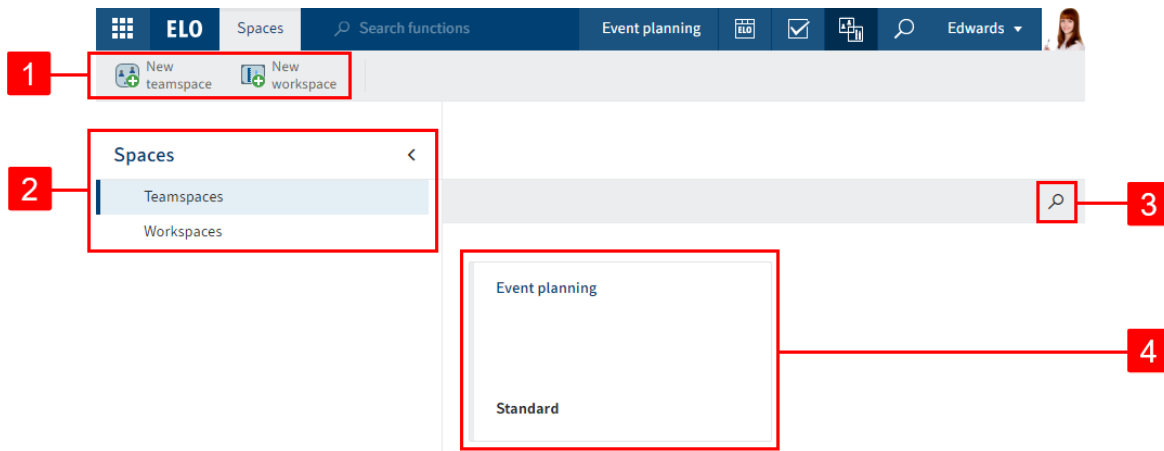 ELO Spaces Search functions Event planning ELO Edwards
1
New teamspace
New workspace
2
Spaces
Teamspaces
Workspaces
3
Event planning
4
Standard